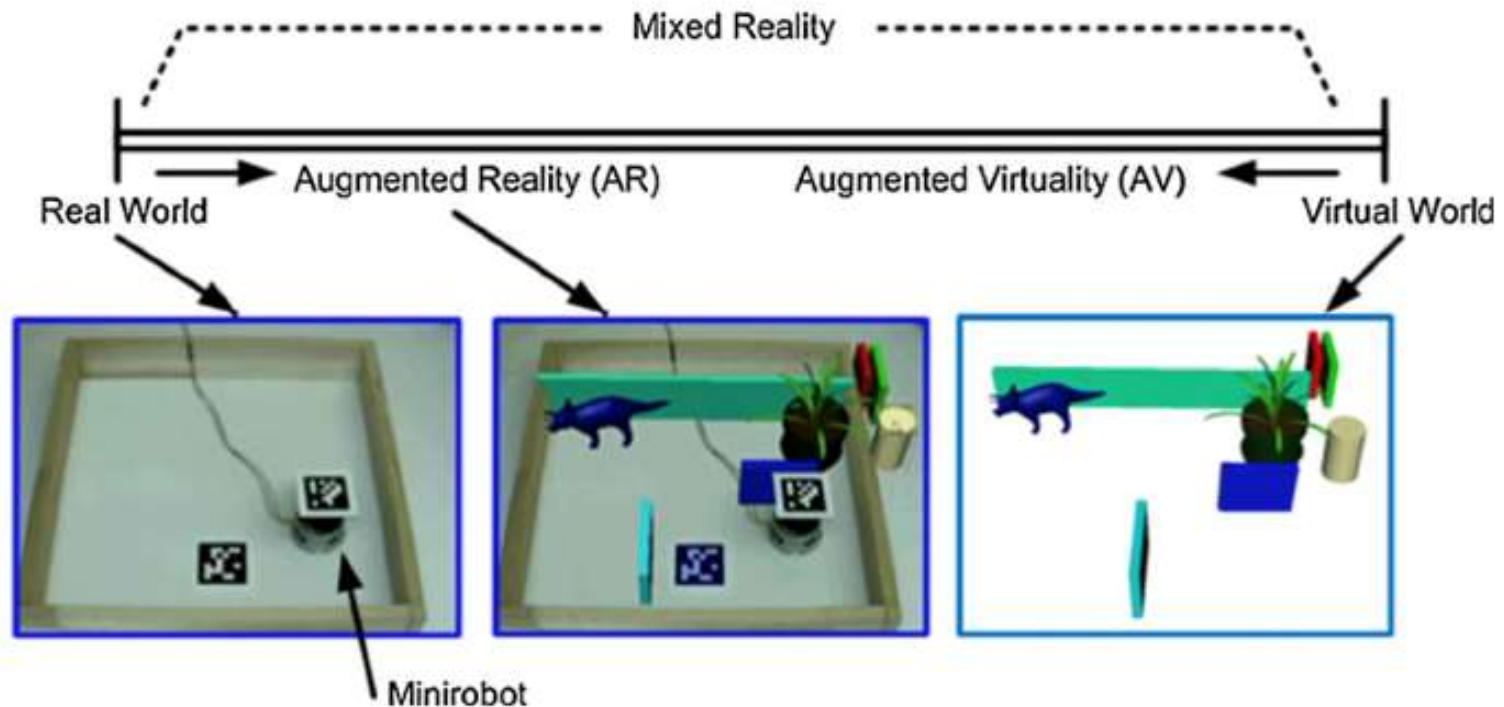 Mixed Reality
Augmented Reality (AR)
Augmented Virtuality (AV)
Real World
Virtual World
Minirobot